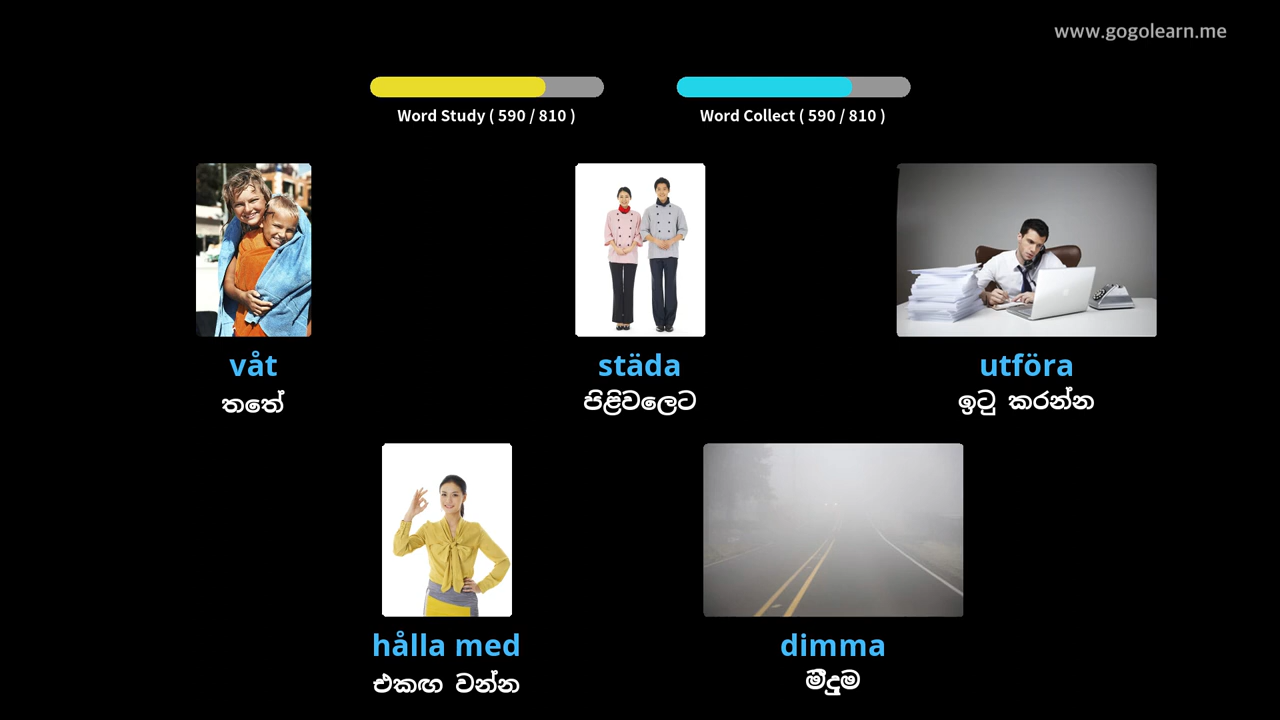 www.gogolearn.me
Word Study ( 590 / 810 )
Word Collect ( 590 / 810 )
våt
තතේ
städa
පිළිවලෙට
utföra
ඉටු කරන්න
hålla med
එකඟ වන්න
dimma
මීදුම